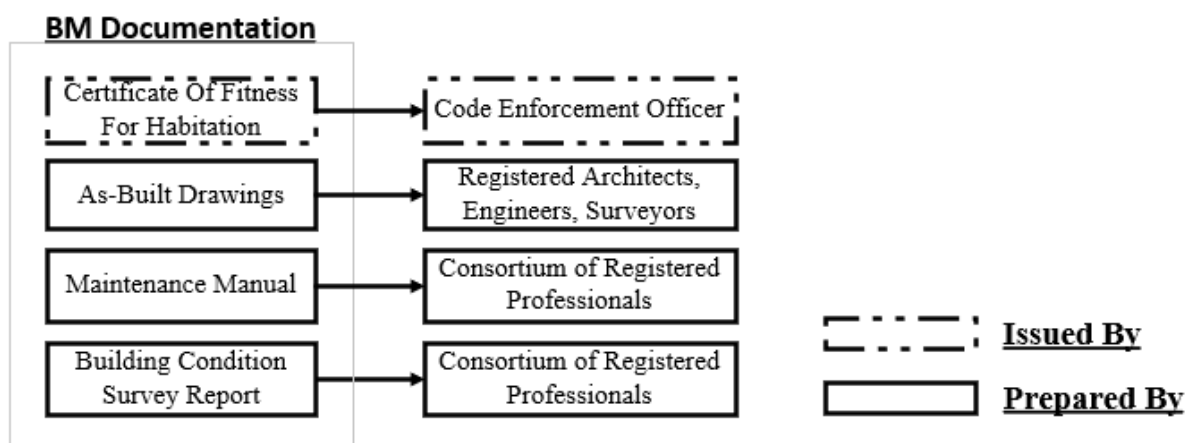 BM Documentation
Certificate Of Fitness
For Habitation
Code Enforcement Officer
As-Built Drawings
Registered Architects,
Engineers, Surveyors
Maintenance Manual
Consortium of Registered
Professionals
Building Condition
Survey Report
Consortium of Registered
Professionals
Issued By
Prepared By